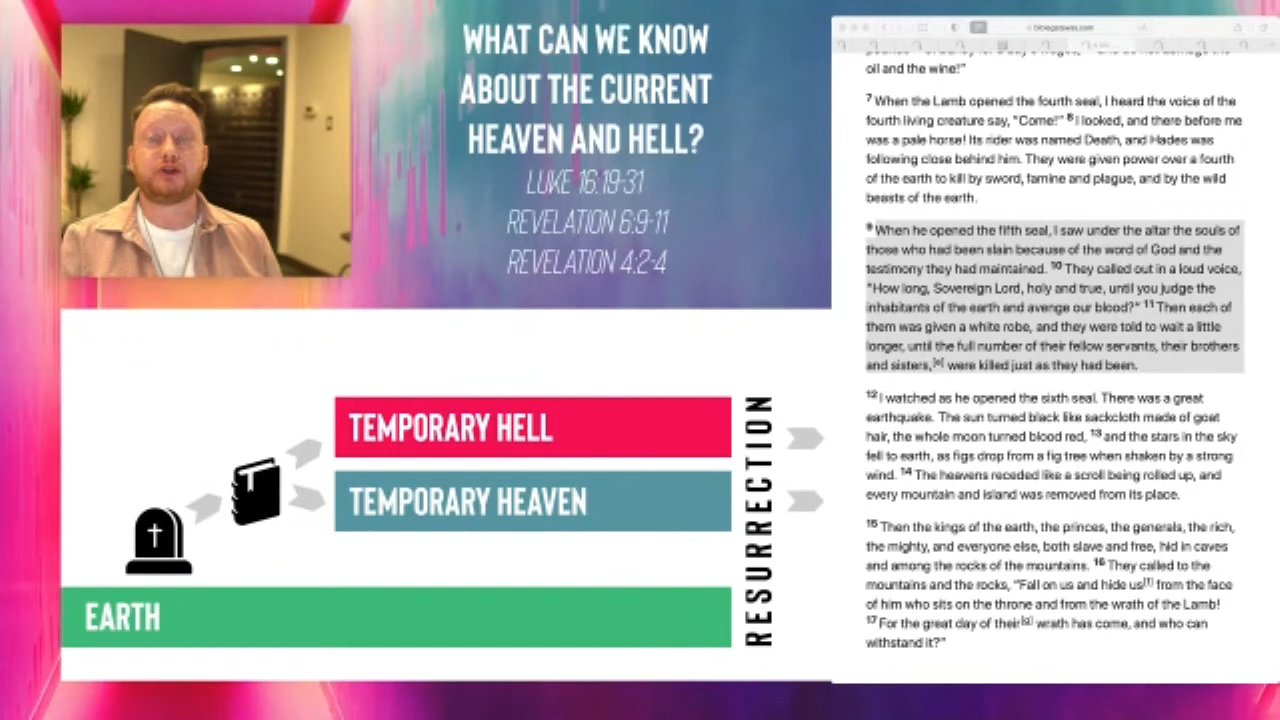 WHAT CAN WE KNOW
ABOUT THE CURRENT
HEAVEN AND HELL?
LUKE 16:19-31
REVELATION 6:9-11
REVELATION 4:2-4
TEMPORARY HELL
TEMPORARY HEAVEN
EARTH
RESURRECTION
biblegateway.com
oil and the wine!”
7 When the Lamb opened the fourth seal, I heard the voice of the
fourth living creature say, “Come!” 8 I looked, and there before me
was a pale horse! Its rider was named Death, and Hades was
following close behind him. They were given power over a fourth
of the earth to kill by sword, famine and plague, and by the wild
beasts of the earth.
9 When he opened the fifth seal, I saw under the altar the souls of
those who had been slain because of the word of God and the
testimony they had maintained. 10 They called out in a loud voice,
“How long, Sovereign Lord, holy and true, until you judge the
inhabitants of the earth and avenge our blood?” 11 Then each of
them was given a white robe, and they were told to wait a little
longer, until the full number of their fellow servants, their brothers
and sisters,[e] were killed just as they had been.
12 I watched as he opened the sixth seal. There was a great
earthquake. The sun turned black like sackcloth made of goat
hair, the whole moon turned blood red, 13 and the stars in the sky
fell to earth, as figs drop from a fig tree when shaken by a strong
wind. 14 The heavens receded like a scroll being rolled up, and
every mountain and island was removed from its place.
15 Then the kings of the earth, the princes, the generals, the rich,
the mighty, and everyone else, both slave and free, hid in caves
and among the rocks of the mountains. 16 They called to the
mountains and the rocks, “Fall on us and hide us[f] from the face
of him who sits on the throne and from the wrath of the Lamb!
17 For the great day of their[g] wrath has come, and who can
withstand it?”